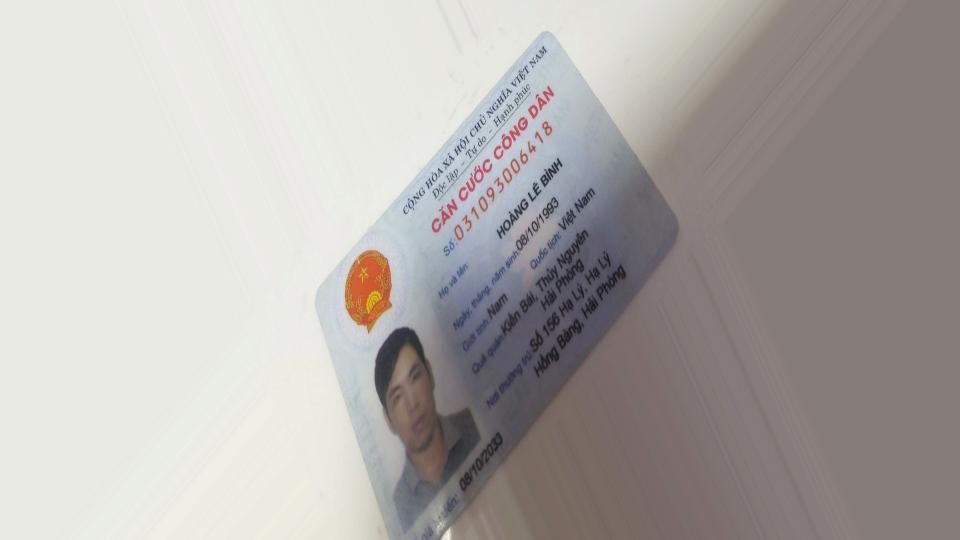 CỘNG HÒA XÃ HỘI CHỦ NGHĨA VIỆT NAM
Độc lập - Tự do - Hạnh phúc
CĂN CƯỚC CÔNG DÂN
Số: 031093006418
Họ và tên:
HOÀNG LÊ BÌNH
Ngày, tháng, năm sinh: 08/10/1993
Giới tính: Nam Quốc tịch: Việt Nam
Quê quán: Kiền Bái, Thủy Nguyên
Hải Phòng
Nơi thường trú: Số 156 Hạ Lý, Hạ Lý
Hồng Bàng, Hải Phòng
08/10/2033